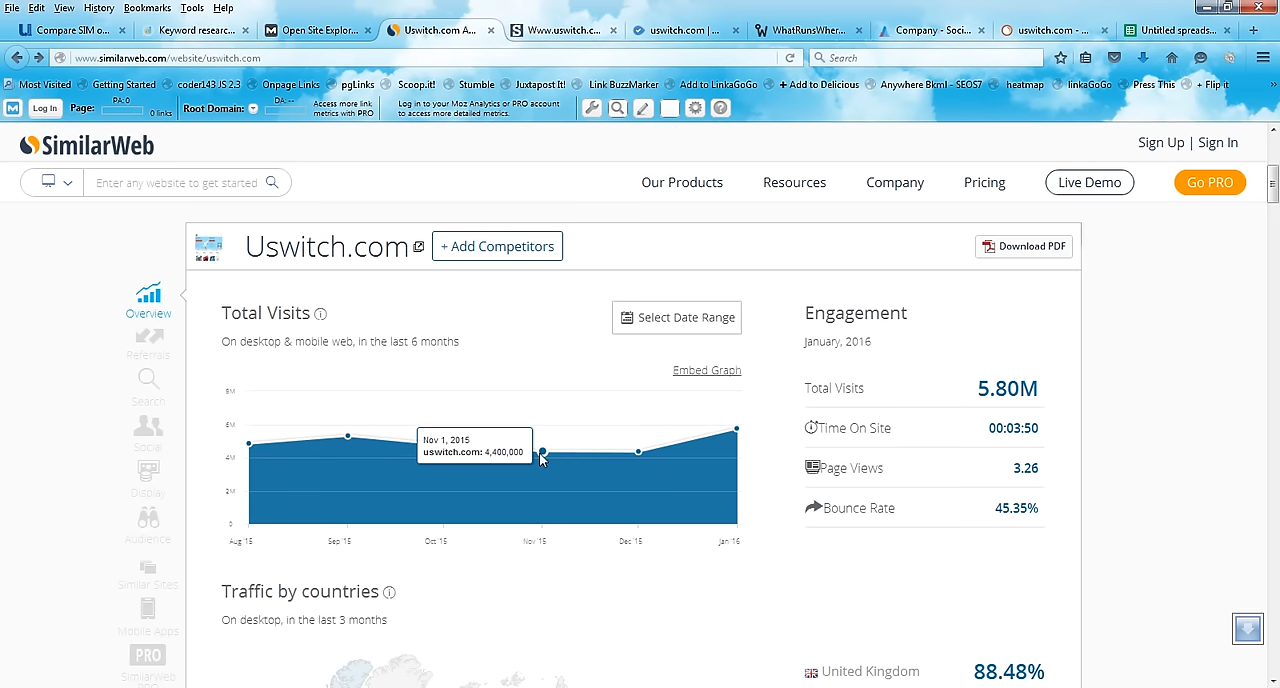 File Edit View History Bookmarks Tools Help
Compare SIM o... × Keyword researc... × Open Site Explor... × Uswitch.com A... × Www.uswitch.c... × uswitch.com |... × WhatRunsWher... × Company - Soci... × uswitch.com - ... × Untitled spreads... × +
www.similarweb.com/website/uswitch.com Search
Most Visited Getting Started coder143 JS 2.3 Onpage Links pgLinks Scoop.it! Stumble Juxtapost It! Link BuzzMarker Add to LinkaGoGo + Add to Delicious Anywhere Bkml - SEOS7 heatmap linkaGoGo Press This + Flip it »
M Log In Page: PA: 0 0 links Root Domain: DA: -- Access more link metrics with PRO Log in to your Moz Analytics or PRO account to access more detailed metrics.
SimilarWeb
Sign Up | Sign In
Enter any website to get started
Our Products Resources Company Pricing Live Demo Go PRO
Uswitch.com + Add Competitors Download PDF
Overview
Referrals
Search
Social
Display
Audience
Similar Sites
Mobile Apps
PRO
SimilarWeb
PRO
Total Visits
Select Date Range
On desktop & mobile web, in the last 6 months
Embed Graph
8M
6M
4M
2M
0
Nov 1, 2015
uswitch.com: 4,400,000
Aug '15 Sep '15 Oct '15 Nov '15 Dec '15 Jan '16
Engagement
January, 2016
Total Visits 5.80M
Time On Site 00:03:50
Page Views 3.26
Bounce Rate 45.35%
Traffic by countries
On desktop, in the last 3 months
United Kingdom 88.48%